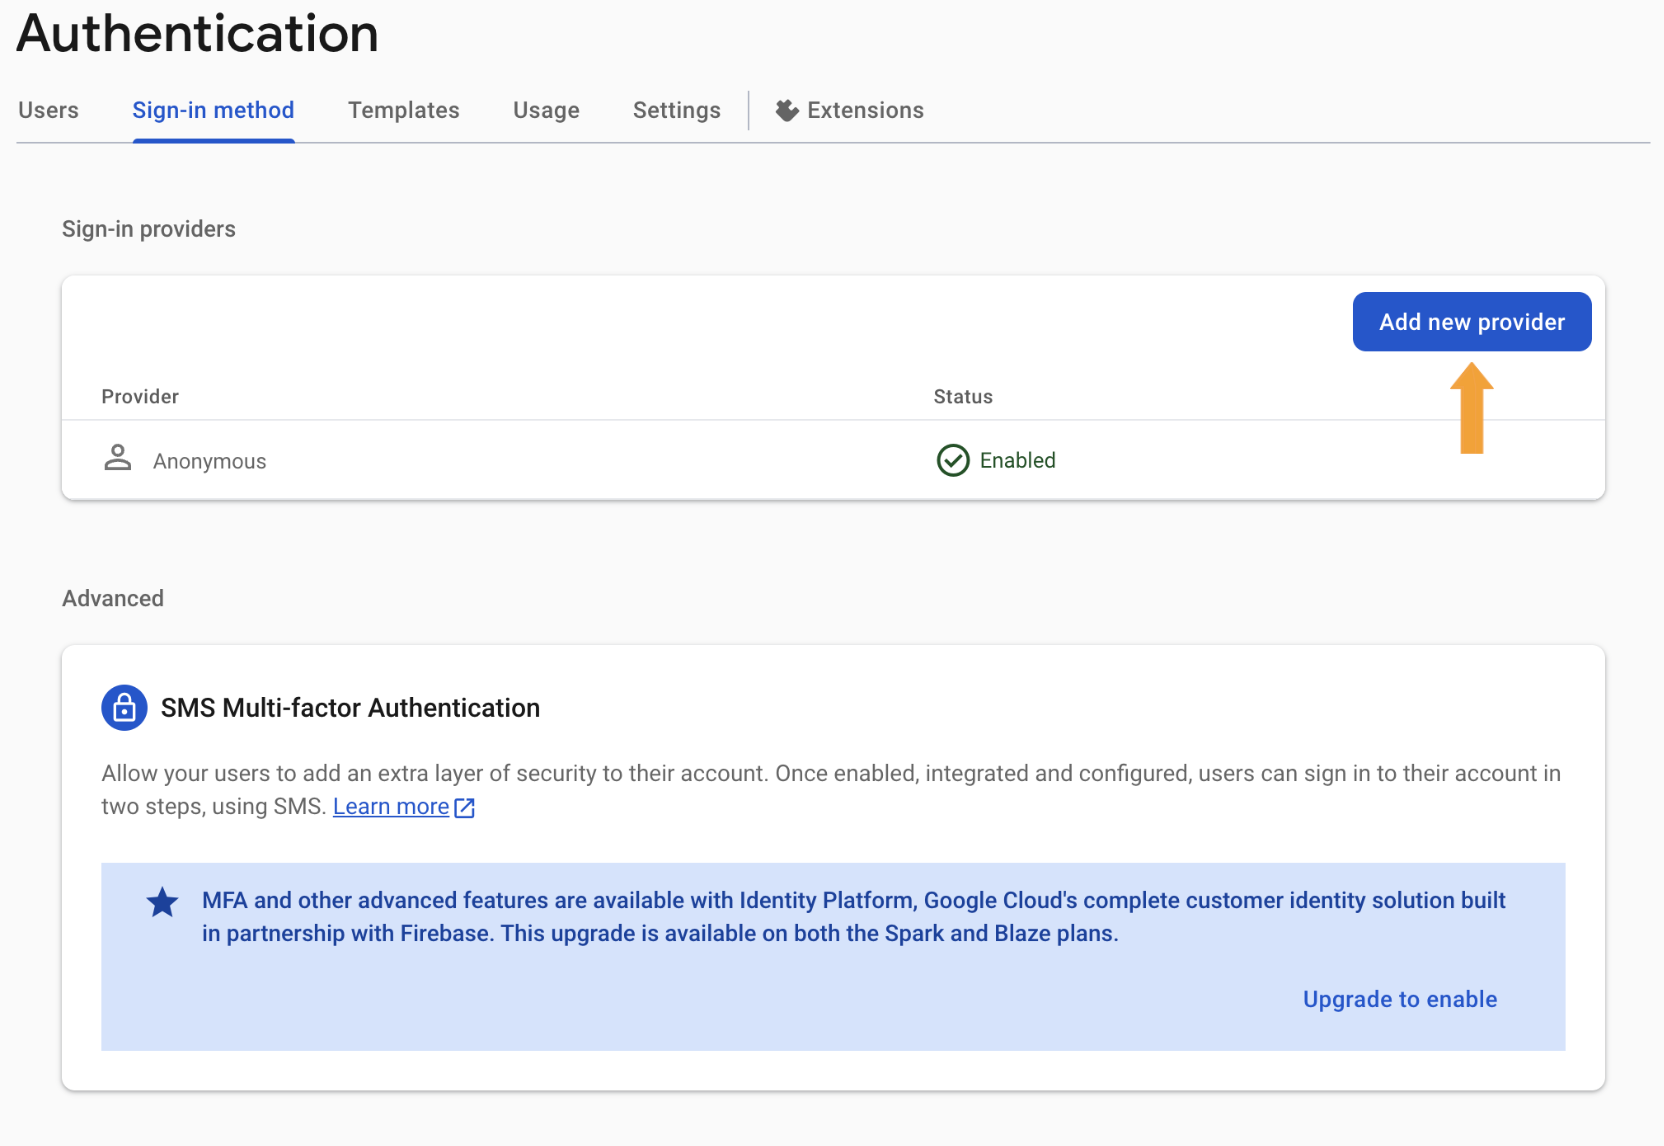 Authentication
Users
Sign-in method
Templates
Usage
Settings
Extensions
Sign-in providers
Add new provider
Provider
Status
Anonymous
Enabled
Advanced
SMS Multi-factor Authentication
Allow your users to add an extra layer of security to their account. Once enabled, integrated and configured, users can sign in to their account in
two steps, using SMS. Learn more
MFA and other advanced features are available with Identity Platform, Google Cloud's complete customer identity solution built
in partnership with Firebase. This upgrade is available on both the Spark and Blaze plans.
Upgrade to enable